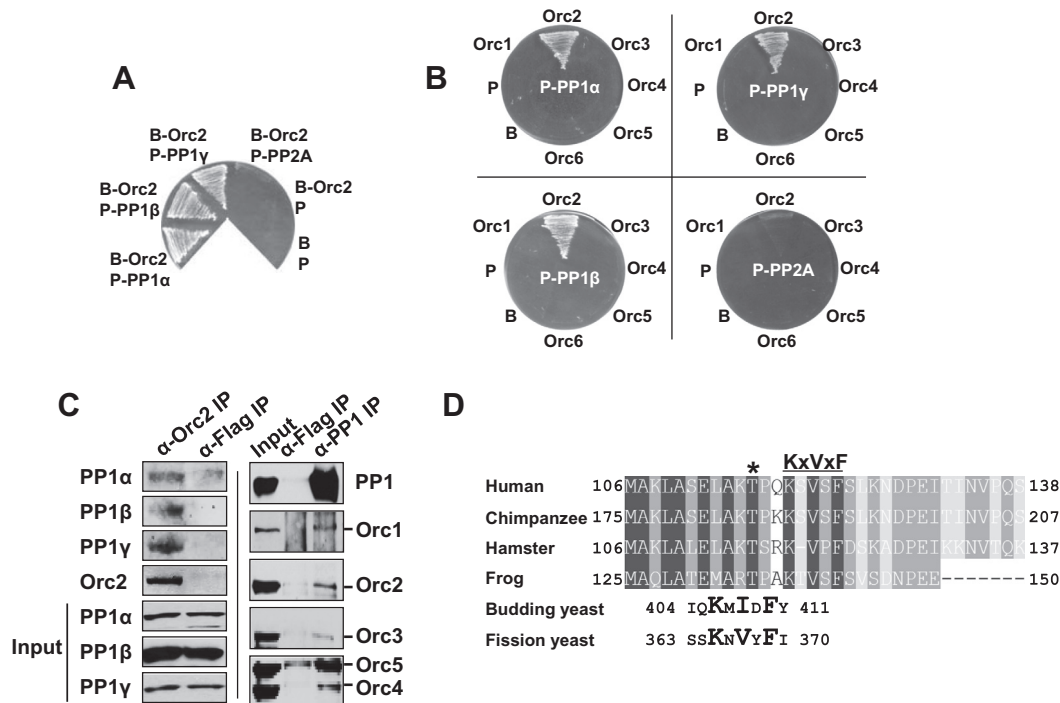 A
B-Orc2
P-PP1γ
B-Orc2
P-PP2A
B-Orc2
P-PP1β
B-Orc2
P
B-Orc2
P-PP1α
B
P
B
Orc2
Orc1
Orc3
P
P-PP1α
Orc4
B
Orc5
Orc6
Orc2
Orc1
Orc3
P
P-PP1γ
Orc4
B
Orc5
Orc6
Orc2
Orc1
Orc3
P
P-PP1β
Orc4
B
Orc5
Orc6
Orc2
Orc1
Orc3
P
P-PP2A
Orc4
B
Orc5
Orc6
C
α-Orc2 IP
α-Flag IP
PP1α
PP1β
PP1γ
Orc2
Input
PP1α
PP1β
PP1γ
Input
α-Flag IP
α-PP1 IP
PP1
Orc1
Orc2
Orc3
Orc5
Orc4
D
* KxVxF
Human 106 MAKLASELAKTPQKSVSFSLKNDPEITINVPQS 138
Chimpanzee 175 MAKLASELAKTPKKSVSFSLKNDPEITINVPQS 207
Hamster 106 MAKLALELAKTSRK-VPFDSKADPEIKKNVTQK 137
Frog 125 MAQLATEMARTPAKTVSFSVSDNPEE-------- 150
Budding yeast 404 IQKMIDFY 411
Fission yeast 363 SSKNVYFI 370